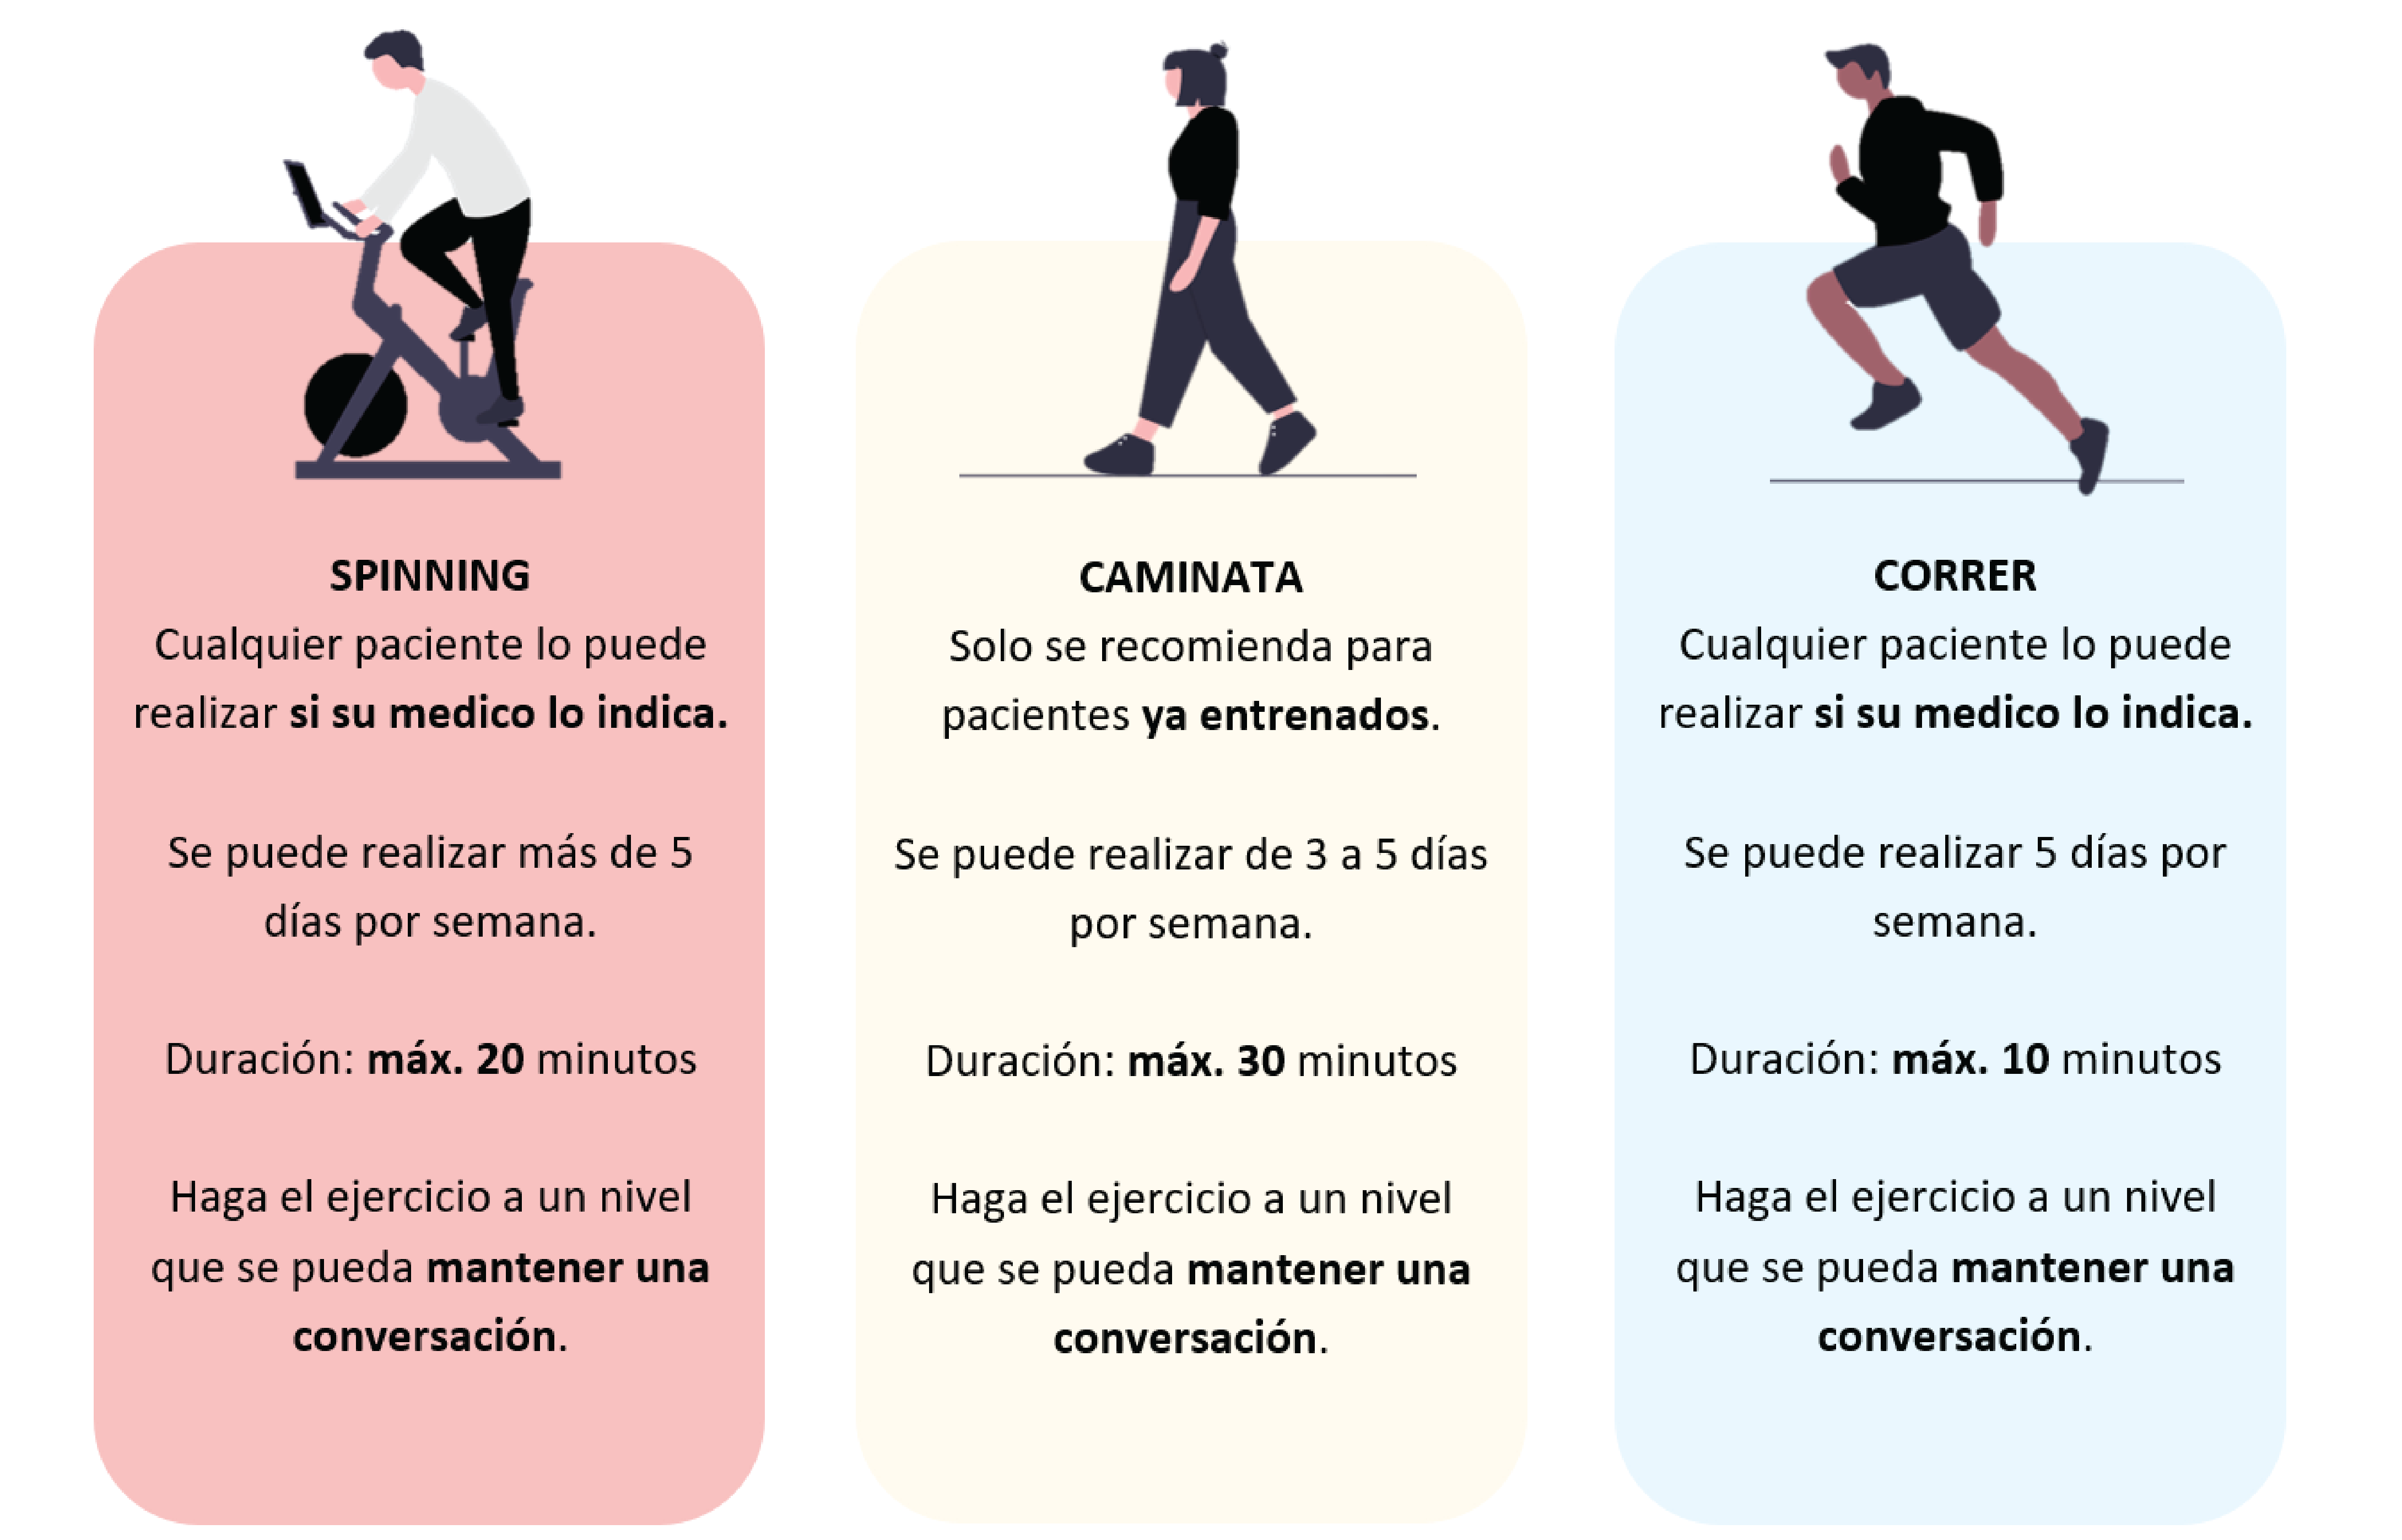 SPINNING
Cualquier paciente lo puede
realizar si su medico lo indica.
Se puede realizar más de 5
días por semana.
Duración: máx. 20 minutos
Haga el ejercicio a un nivel
que se pueda mantener una
conversación.
CAMINATA
Solo se recomienda para
pacientes ya entrenados.
Se puede realizar de 3 a 5 días
por semana.
Duración: máx. 30 minutos
Haga el ejercicio a un nivel
que se pueda mantener una
conversación.
CORRER
Cualquier paciente lo puede
realizar si su medico lo indica.
Se puede realizar 5 días por
semana.
Duración: máx. 10 minutos
Haga el ejercicio a un nivel
que se pueda mantener una
conversación.